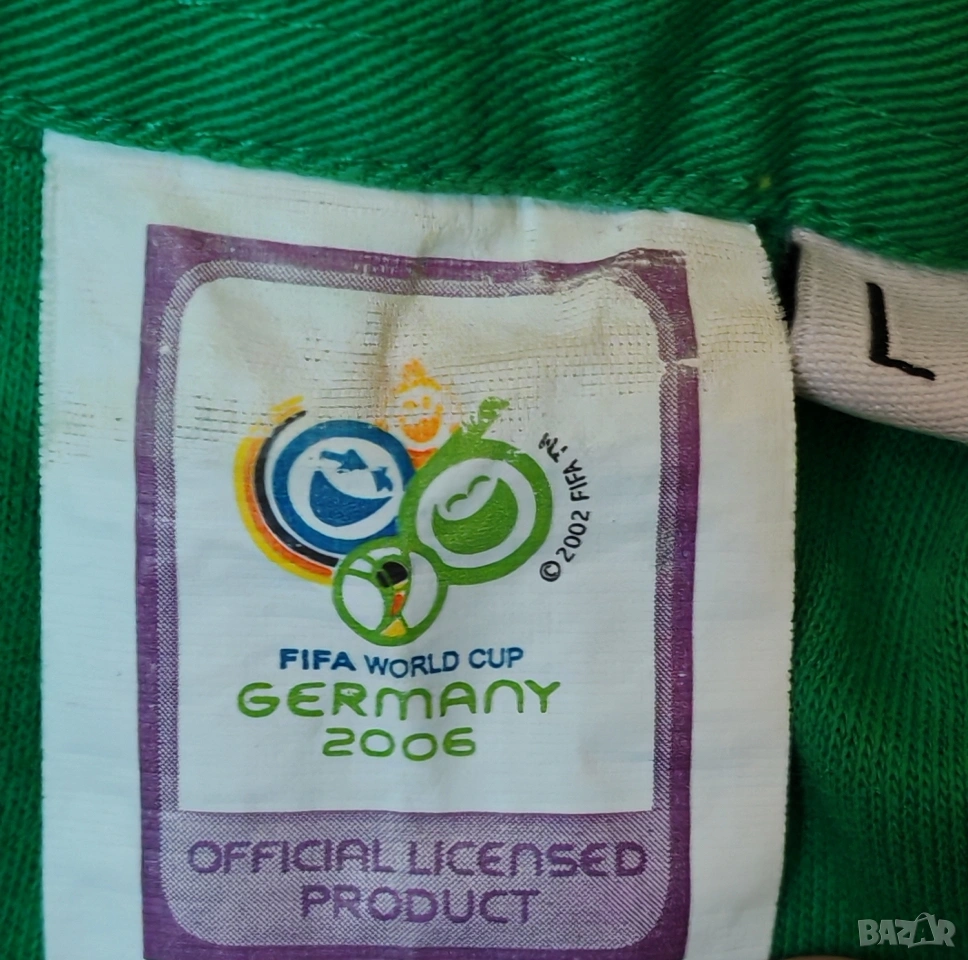 L
© 2002 FIFA TM
FIFA WORLD CUP
GERMANY
2006
OFFICIAL LICENSED
PRODUCT
BAZAR